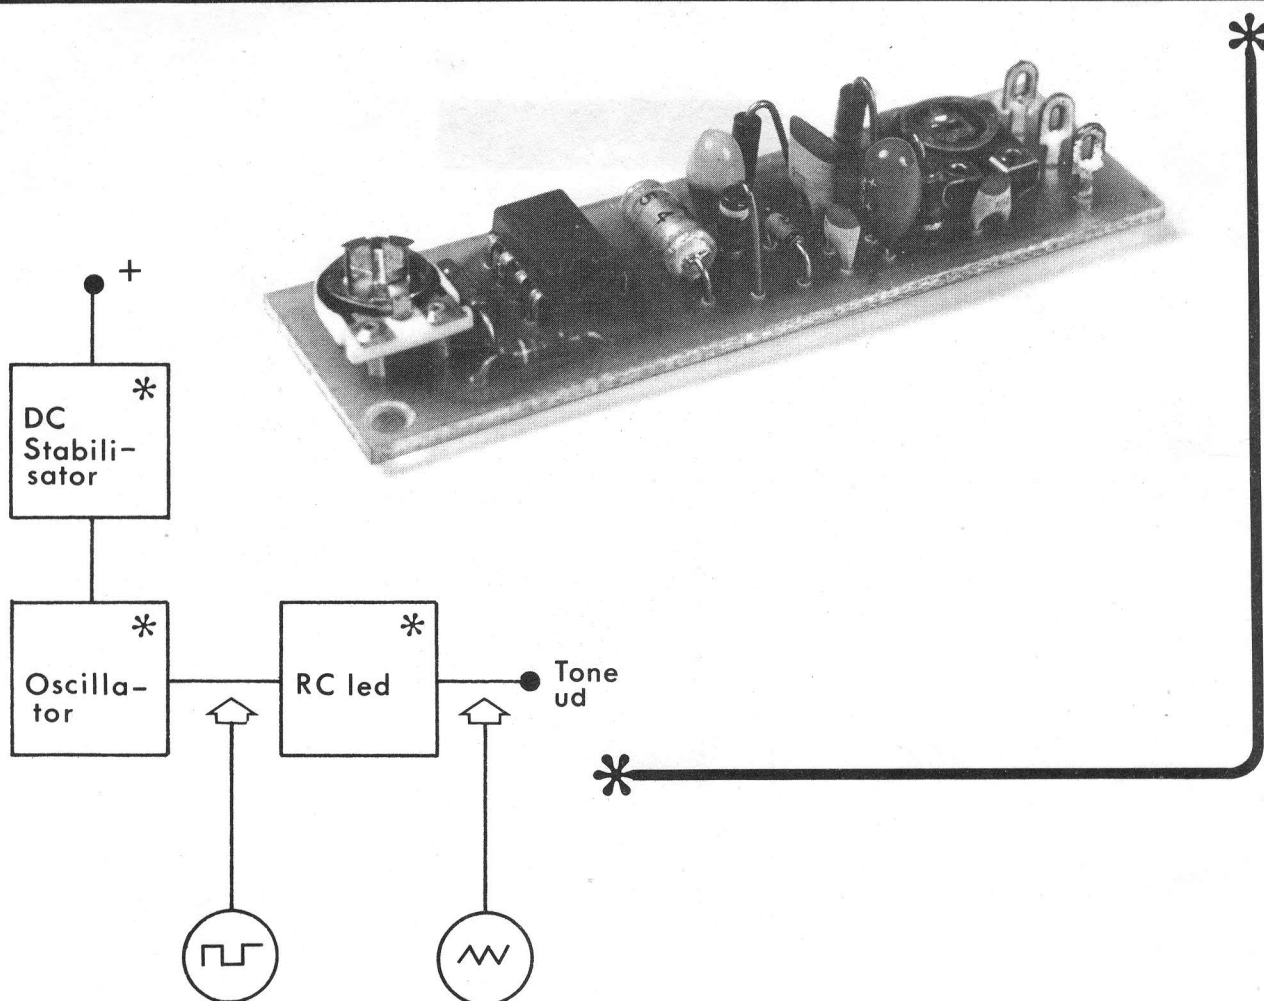 +
*
DC
Stabili-
sator
*
Oscilla-
tor
*
RC led
Tone
ud